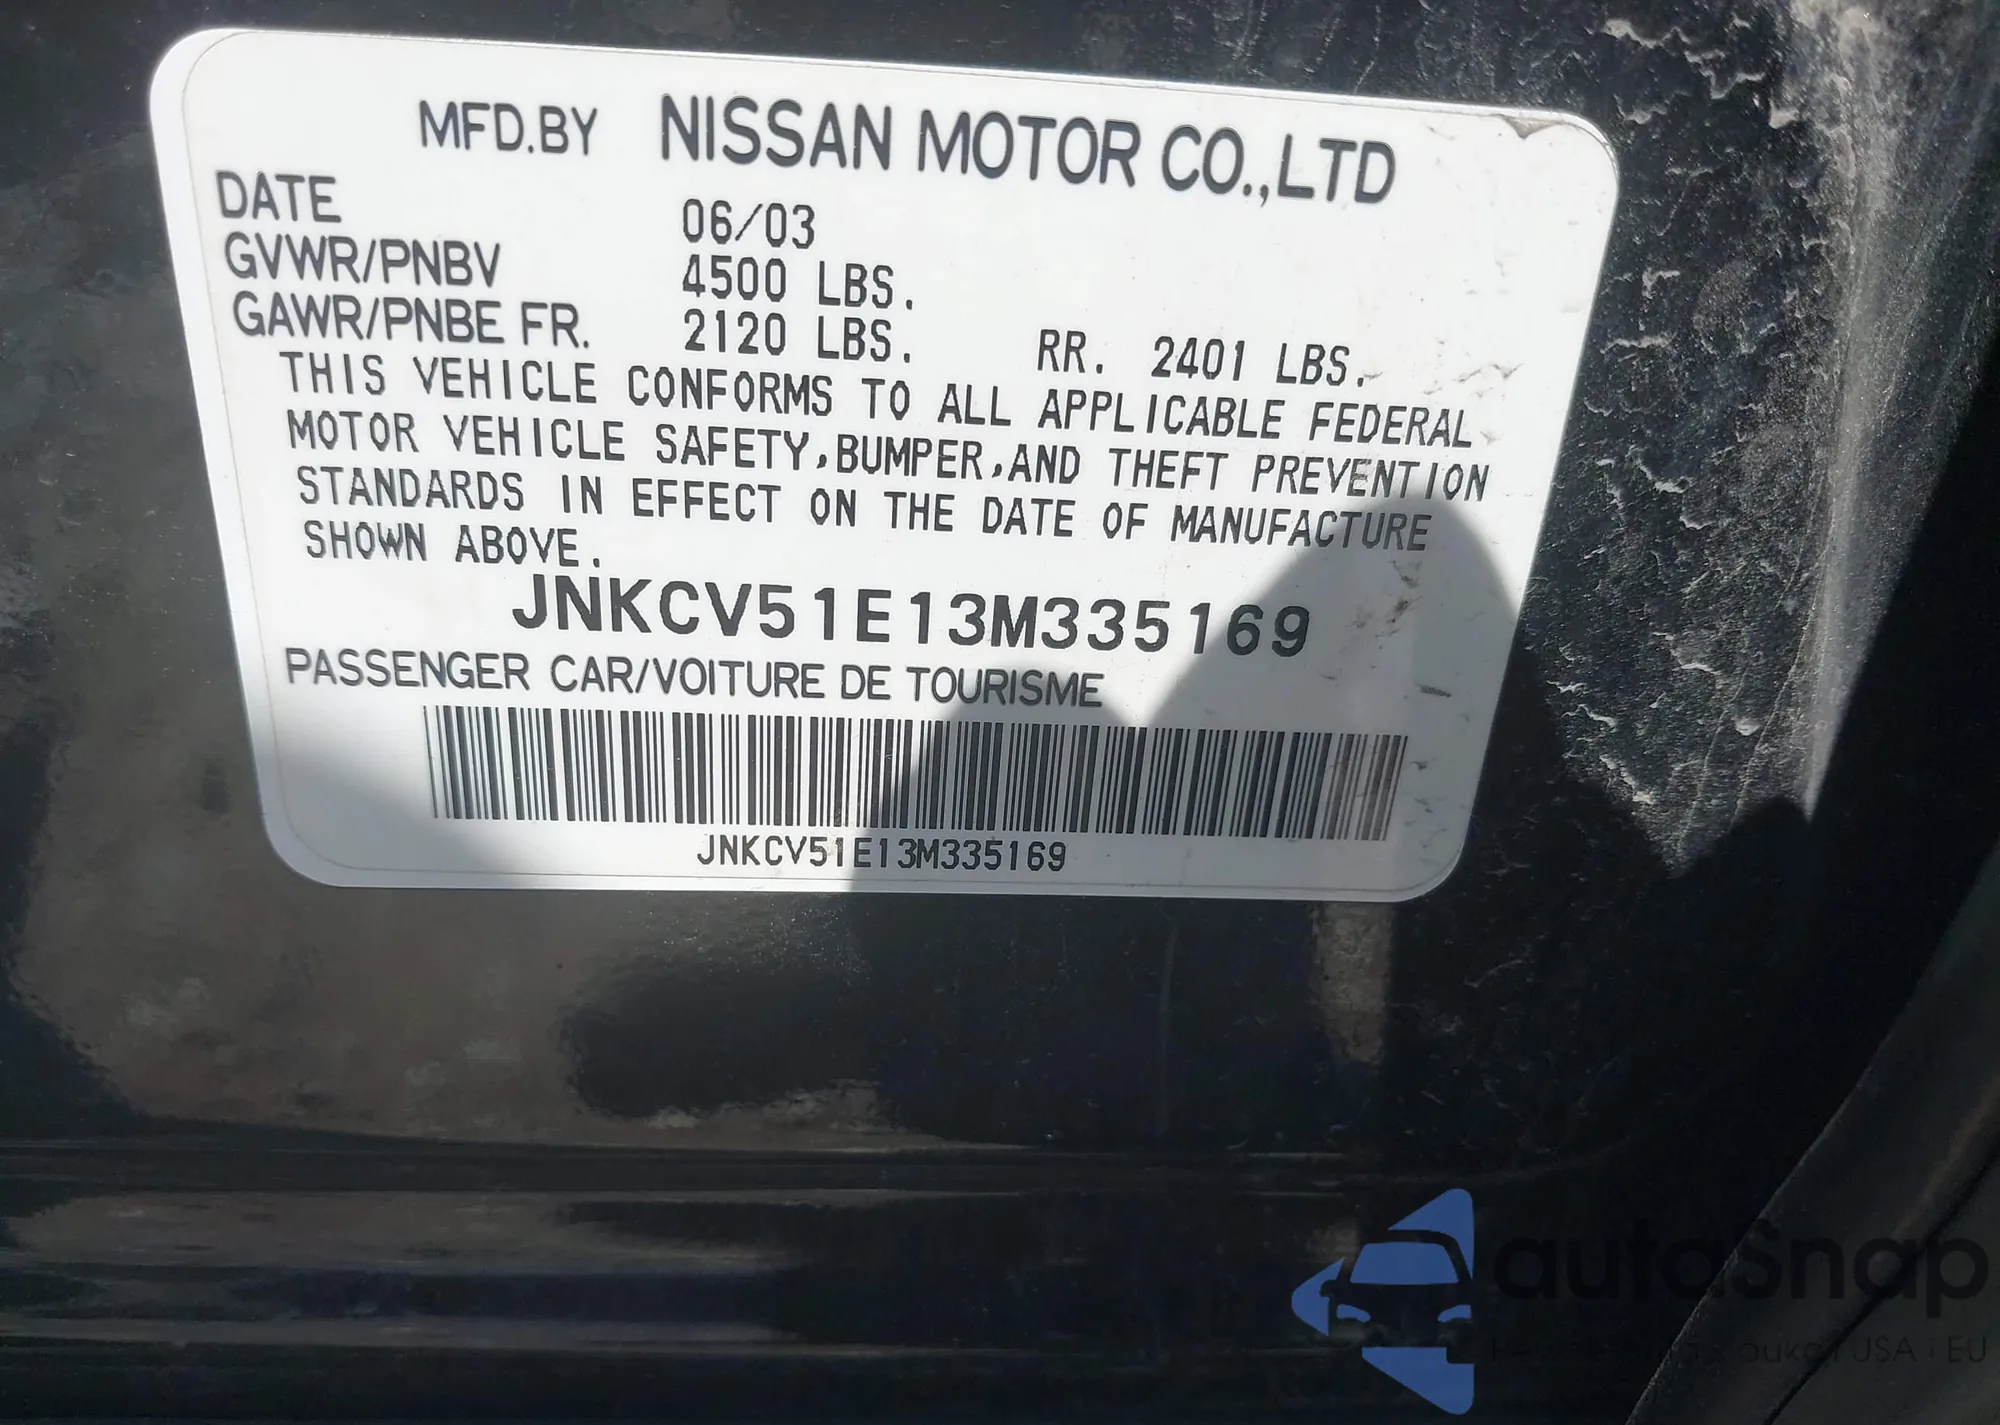 MFD.BY NISSAN MOTOR CO.,LTD
DATE 06/03
GVWR/PNBV 4500 LBS.
GAWR/PNBE FR. 2120 LBS. RR. 2401 LBS.
THIS VEHICLE CONFORMS TO ALL APPLICABLE FEDERAL
MOTOR VEHICLE SAFETY,BUMPER,AND THEFT PREVENTION
STANDARDS IN EFFECT ON THE DATE OF MANUFACTURE
SHOWN ABOVE.
JNKCV51E13M335169
PASSENGER CAR/VOITURE DE TOURISME
JNKCV51E13M335169
autoSnap
USA i EU